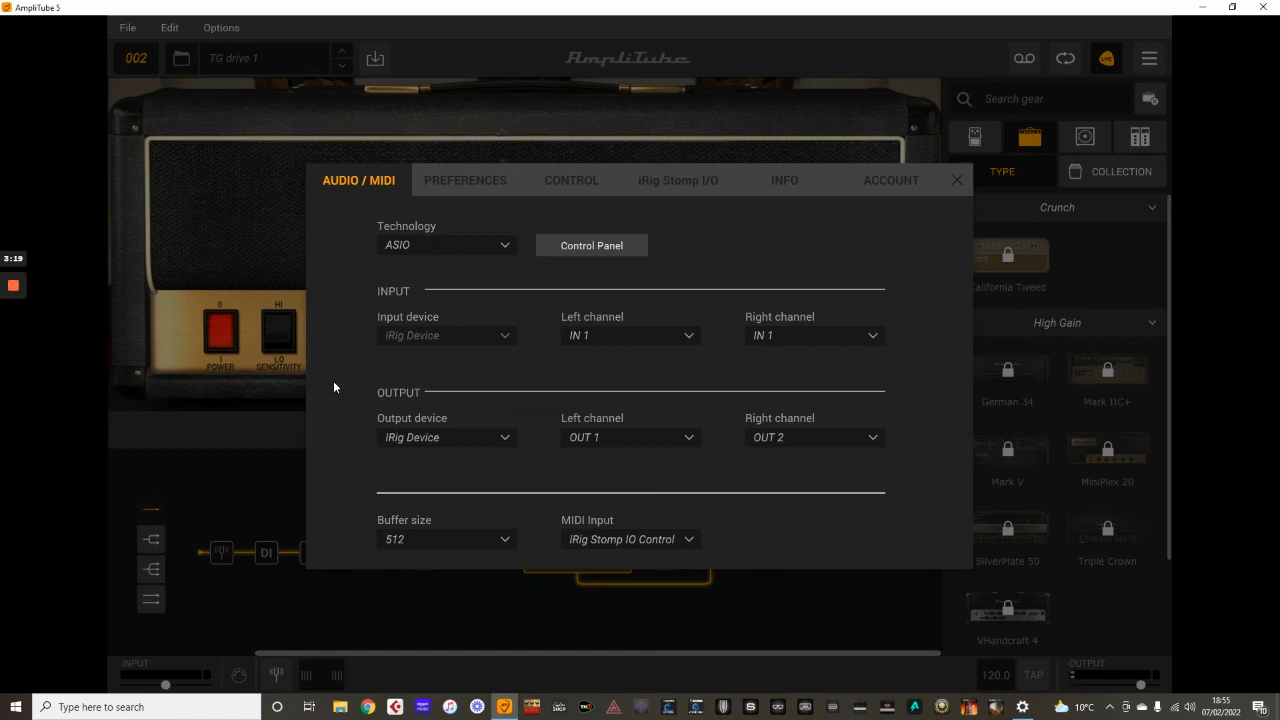 AmpliTube 5
File Edit Options
002 TG drive 1 AmpliTube LIVE
Search gear
TYPE COLLECTION
AUDIO / MIDI PREFERENCES CONTROL iRig Stomp I/O INFO ACCOUNT
Crunch
Technology
ASIO Control Panel
3:19
California Tweed
INPUT
Input device Left channel Right channel
iRig Device IN 1 IN 1
0 HI
I LO
POWER SENSITIVITY
High Gain
OUTPUT
Output device Left channel Right channel
iRig Device OUT 1 OUT 2
German 34 Mark IIC+
Mark V MiniPlex 20
Buffer size MIDI Input
512 iRig Stomp IO Control
DI
SilverPlate 50 Triple Crown
VHandcraft 4
INPUT 120.0 TAP OUTPUT
Type here to search
10°C 18:55
07/02/2022